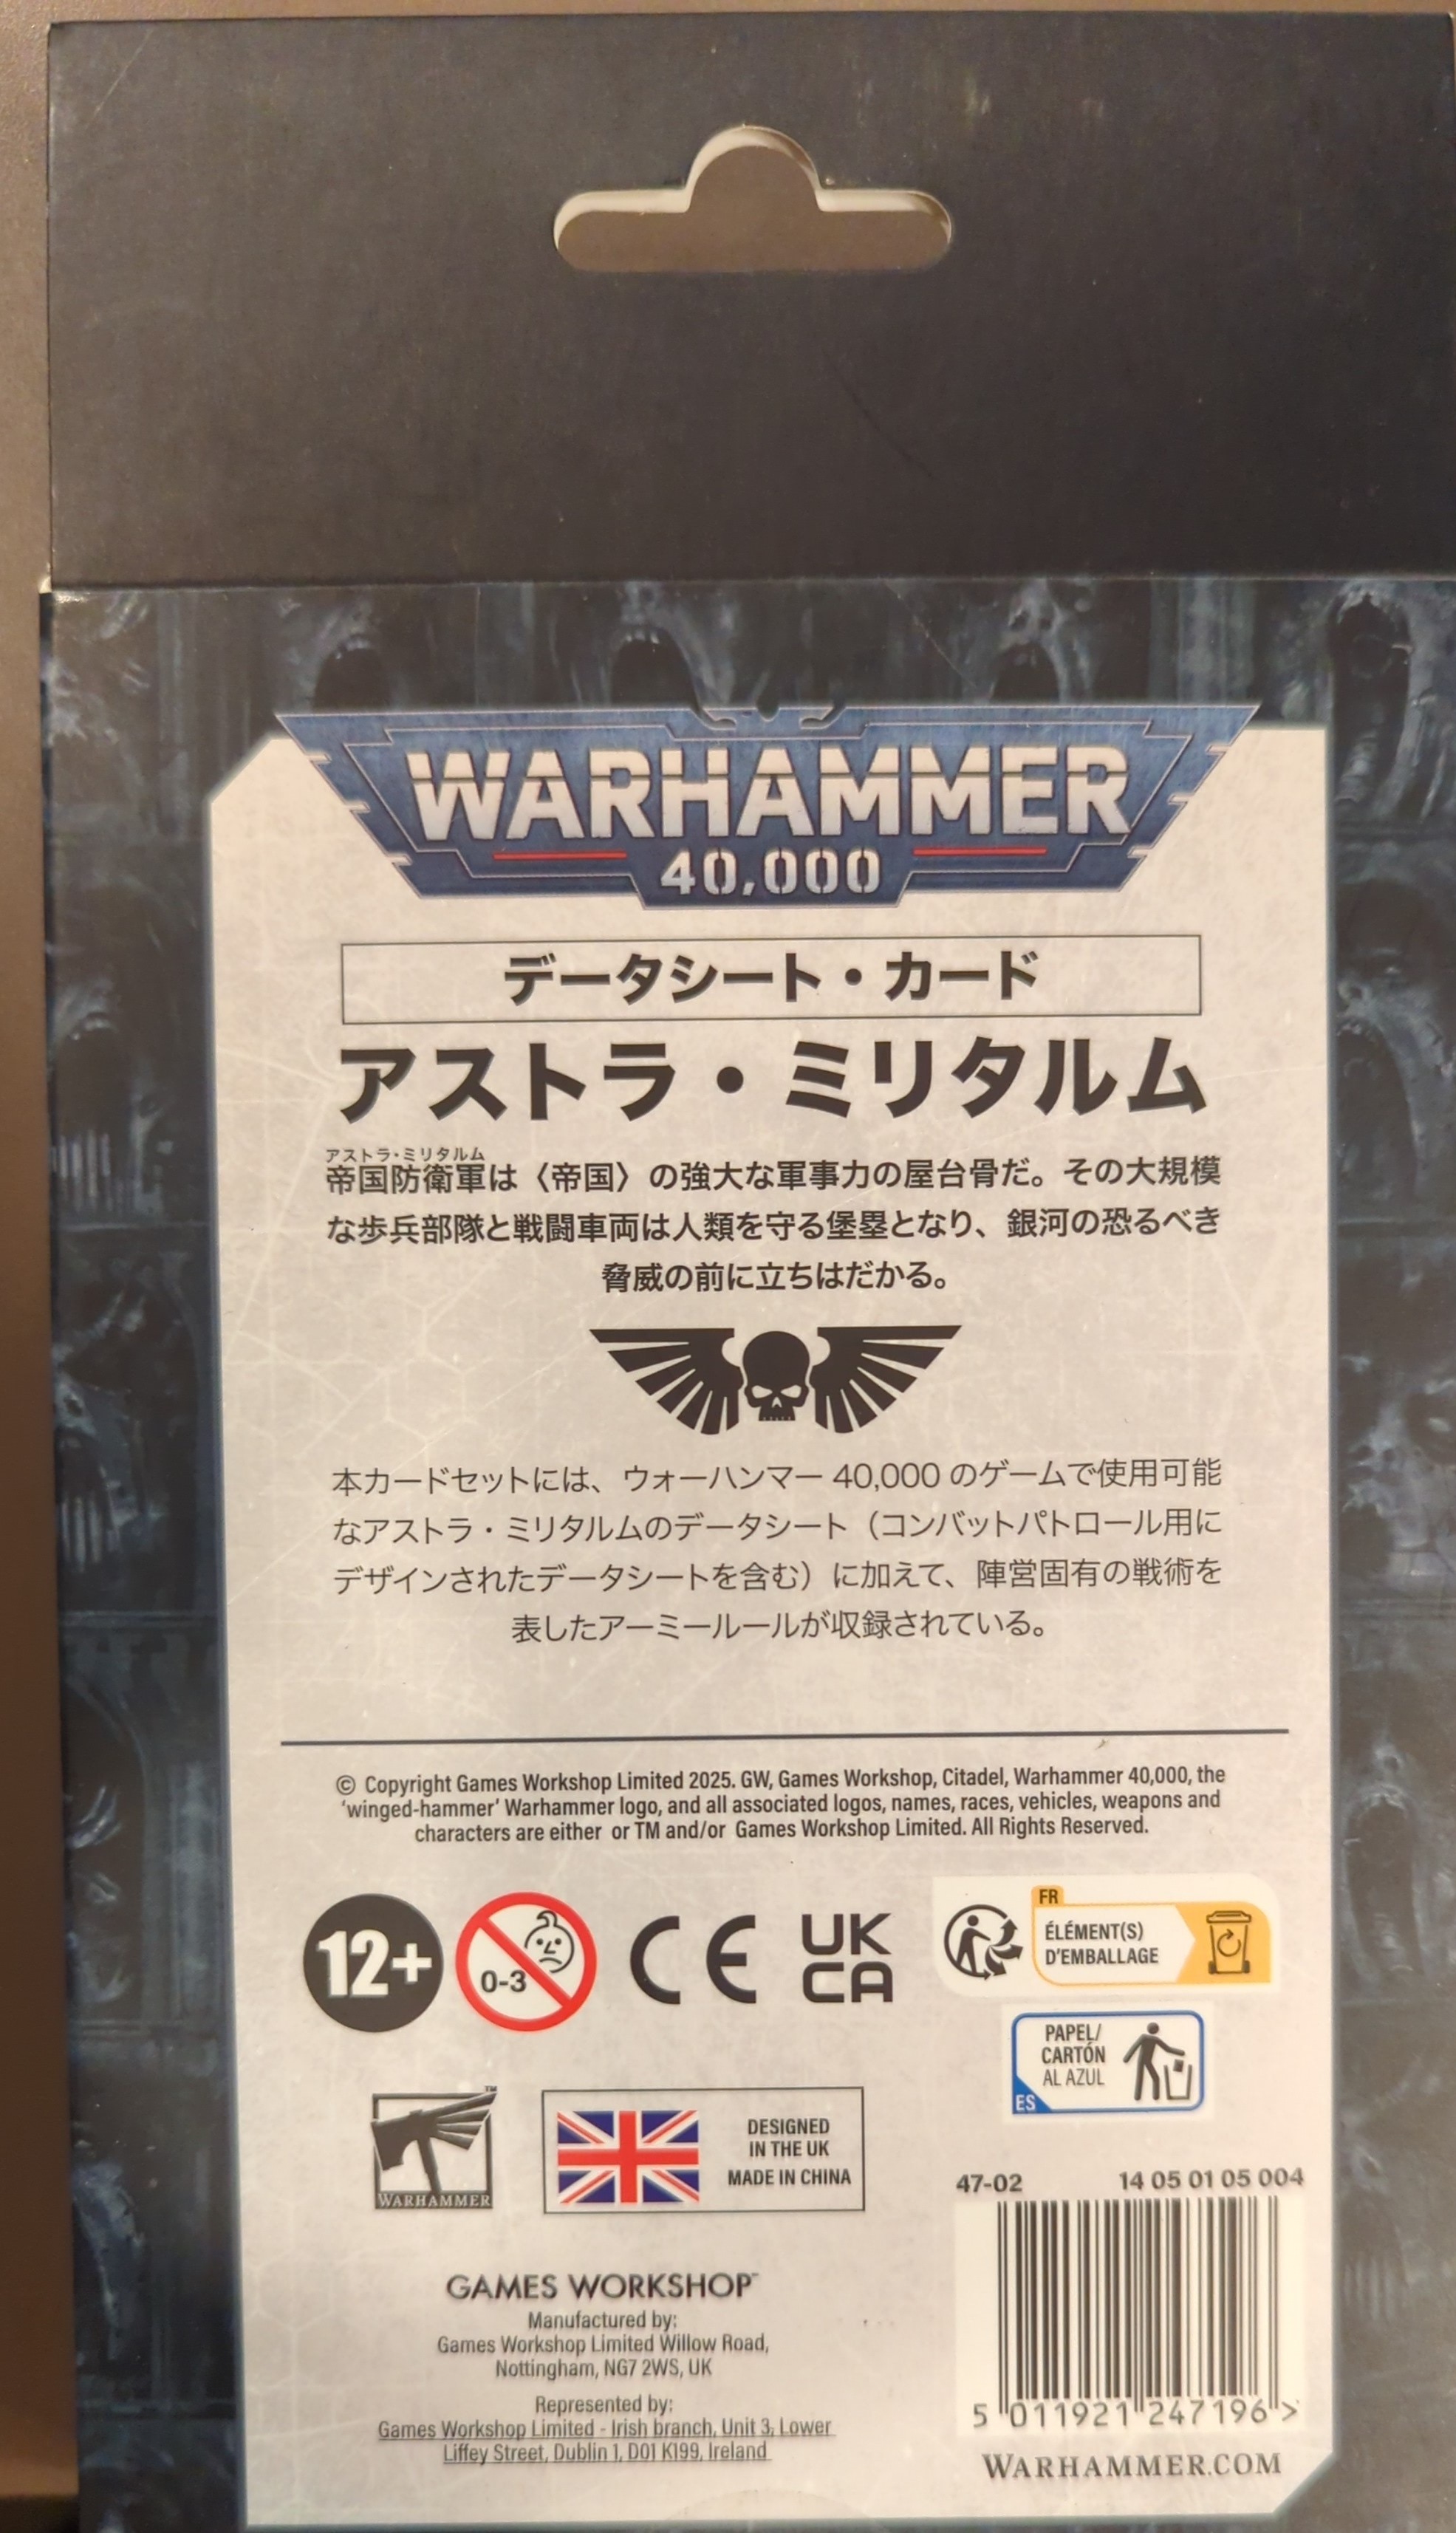 WARHAMMER
40,000
データシート・カード
アストラ・ミリタルム
アストラ・ミリタルム
帝国防衛軍は〈帝国〉の強大な軍事力の屋台骨だ。その大規模
な歩兵部隊と戦闘車両は人類を守る堡塁となり、銀河の恐るべき
脅威の前に立ちはだかる。
本カードセットには、ウォーハンマー 40,000 のゲームで使用可能
なアストラ・ミリタルムのデータシート（コンバットパトロール用に
デザインされたデータシートを含む）に加えて、陣営固有の戦術を
表したアーミールールが収録されている。
© Copyright Games Workshop Limited 2025. GW, Games Workshop, Citadel, Warhammer 40,000, the
'winged-hammer' Warhammer logo, and all associated logos, names, races, vehicles, weapons and
characters are either or TM and/or Games Workshop Limited. All Rights Reserved.
12+
0-3
CE
UK
CA
FR
ÉLÉMENT(S)
D'EMBALLAGE
PAPEL/
CARTÓN
AL AZUL
ES
WARHAMMER™
DESIGNED
IN THE UK
MADE IN CHINA
47-02 14 05 01 05 004
5 011921 247196 >
WARHAMMER.COM
GAMES WORKSHOP™
Manufactured by:
Games Workshop Limited Willow Road,
Nottingham, NG7 2WS, UK
Represented by:
Games Workshop Limited - Irish branch, Unit 3, Lower
Liffey Street, Dublin 1, D01 K199, Ireland